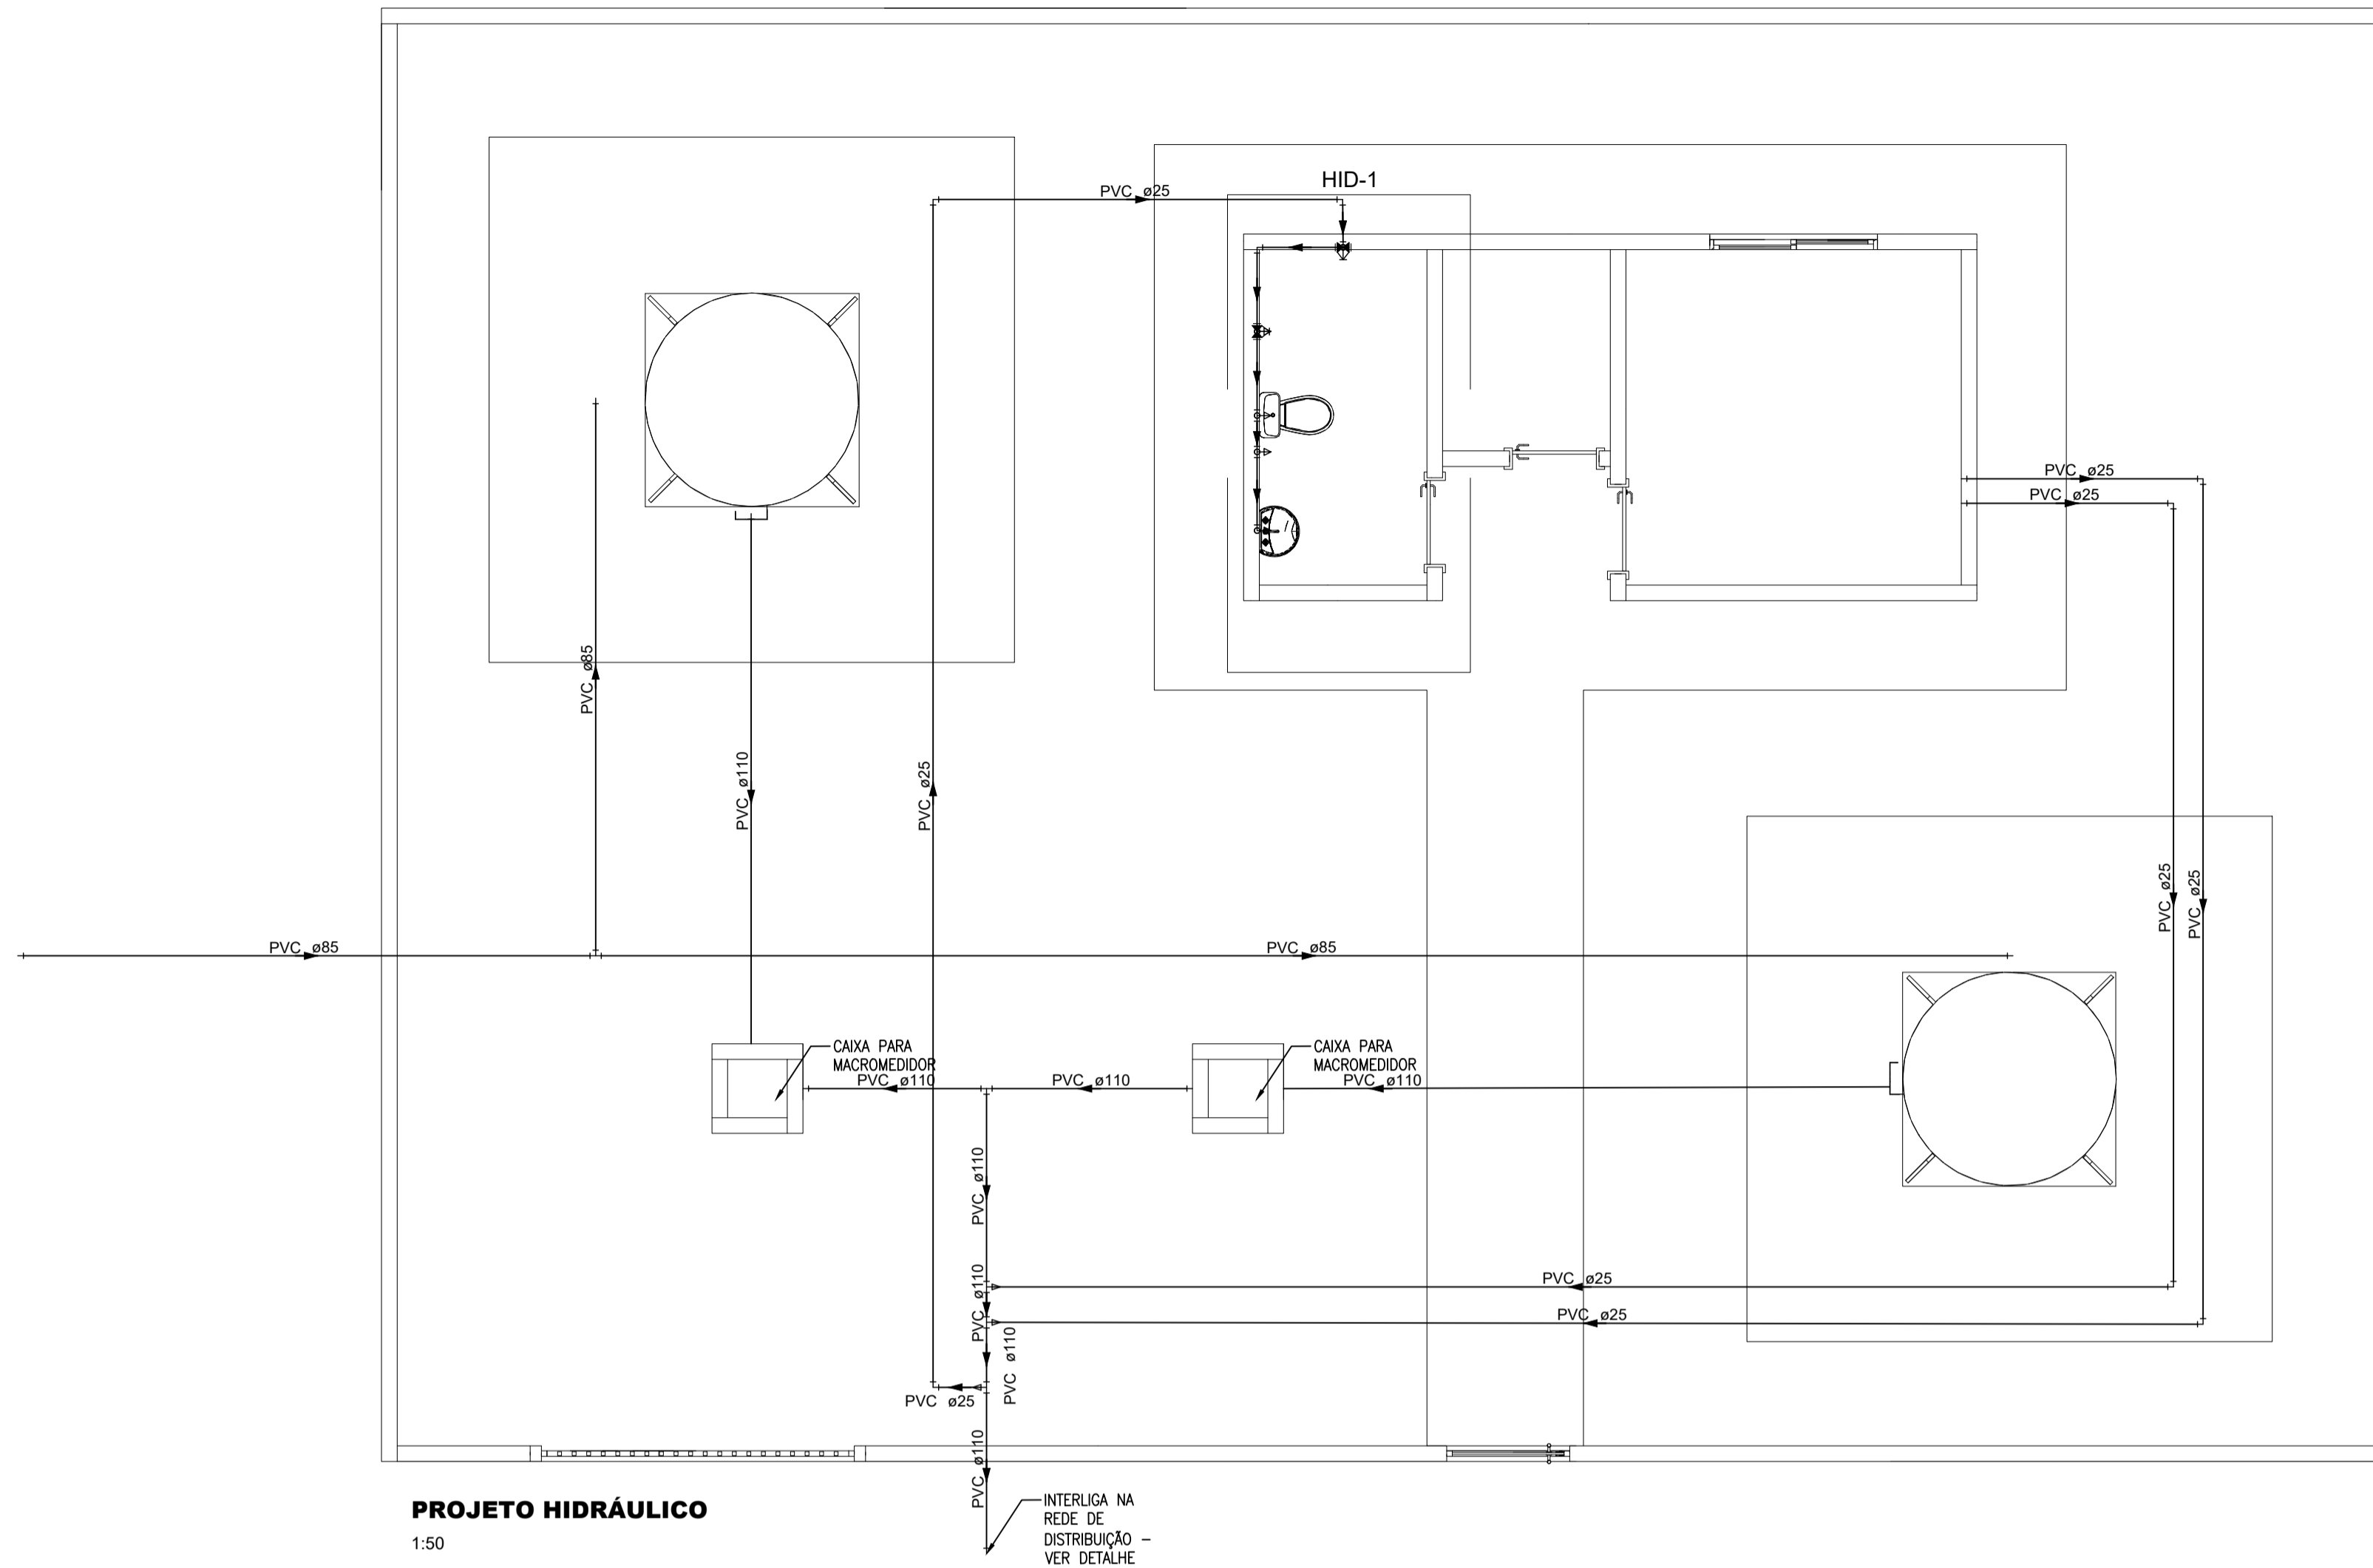 HID-1
PVC ø25
PVC ø25
PVC ø25
PVC ø85
PVC ø110
PVC ø25
PVC ø25
PVC ø25
PVC ø85
PVC ø85
CAIXA PARA
MACROMEDIDOR
PVC ø110
PVC ø110
CAIXA PARA
MACROMEDIDOR
PVC ø110
PVC ø110
PVC ø110
PVC ø25
PVC ø25
PVC ø110
PVC ø25
PVC ø110
PROJETO HIDRÁULICO
1:50
INTERLIGA NA
REDE DE
DISTRIBUIÇÃO –
VER DETALHE